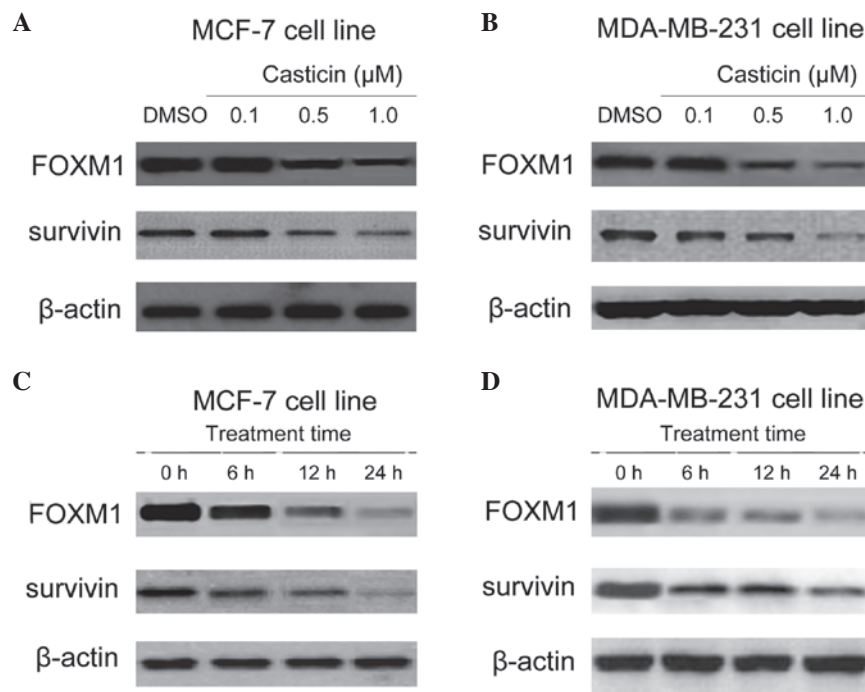 A
MCF-7 cell line
Casticin (μM)
DMSO 0.1 0.5 1.0
FOXM1
survivin
β-actin
B
MDA-MB-231 cell line
Casticin (μM)
DMSO 0.1 0.5 1.0
FOXM1
survivin
β-actin
C
MCF-7 cell line
Treatment time
0 h 6 h 12 h 24 h
FOXM1
survivin
β-actin
D
MDA-MB-231 cell line
Treatment time
0 h 6 h 12 h 24 h
FOXM1
survivin
β-actin